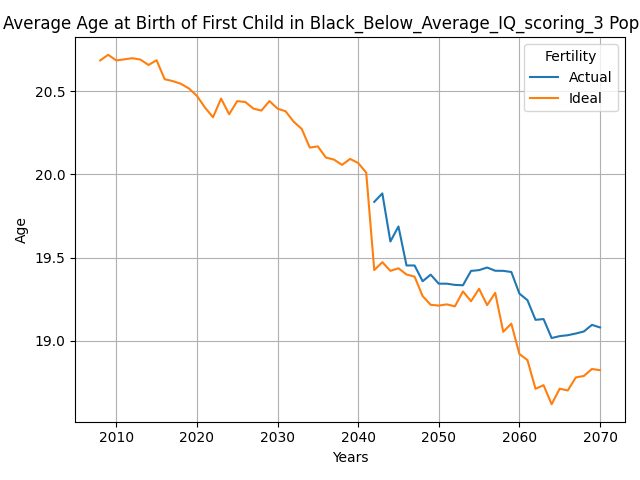 Average Age at Birth of First Child in Black_Below_Average_IQ_scoring_3 Pop
Fertility
Actual
Ideal
20.5
20.0
19.5
19.0
Age
2010 2020 2030 2040 2050 2060 2070
Years